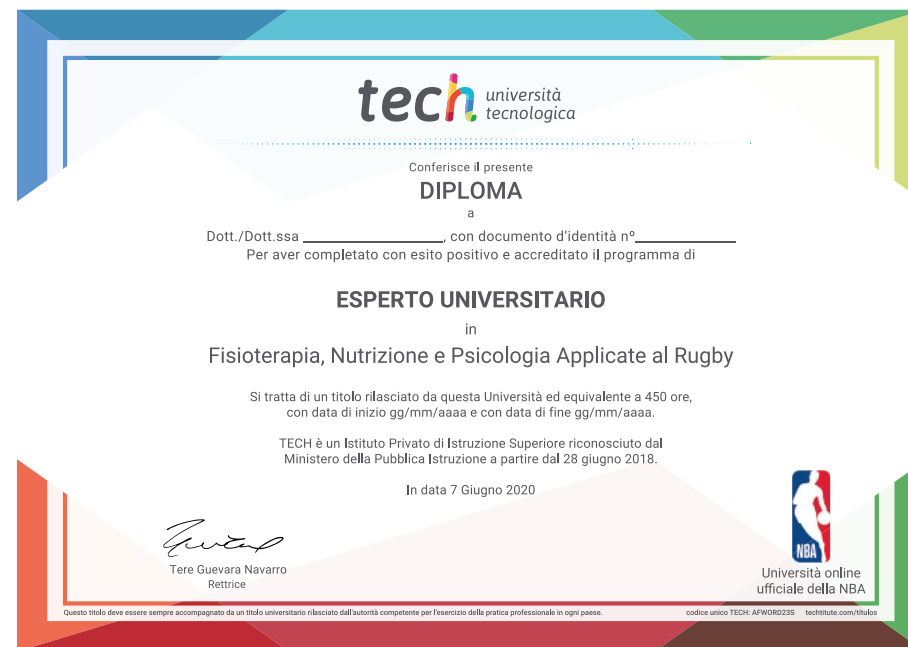 tech università
tecnologica
Conferisce il presente
DIPLOMA
a
Dott./Dott.ssa ____________________, con documento d'identità nº______________
Per aver completato con esito positivo e accreditato il programma di
ESPERTO UNIVERSITARIO
in
Fisioterapia, Nutrizione e Psicologia Applicate al Rugby
Si tratta di un titolo rilasciato da questa Università ed equivalente a 450 ore,
con data di inizio gg/mm/aaaa e con data di fine gg/mm/aaaa.
TECH è un Istituto Privato di Istruzione Superiore riconosciuto dal
Ministero della Pubblica Istruzione a partire dal 28 giugno 2018.
In data 7 Giugno 2020
Tere Guevara Navarro
Rettrice
NBA
Università online
ufficiale della NBA
Questo titolo deve essere sempre accompagnato da un titolo universitario rilasciato dall'autorità competente per l'esercizio della pratica professionale in ogni paese.
codice unico TECH: AFWORD23S techtitute.com/titulos